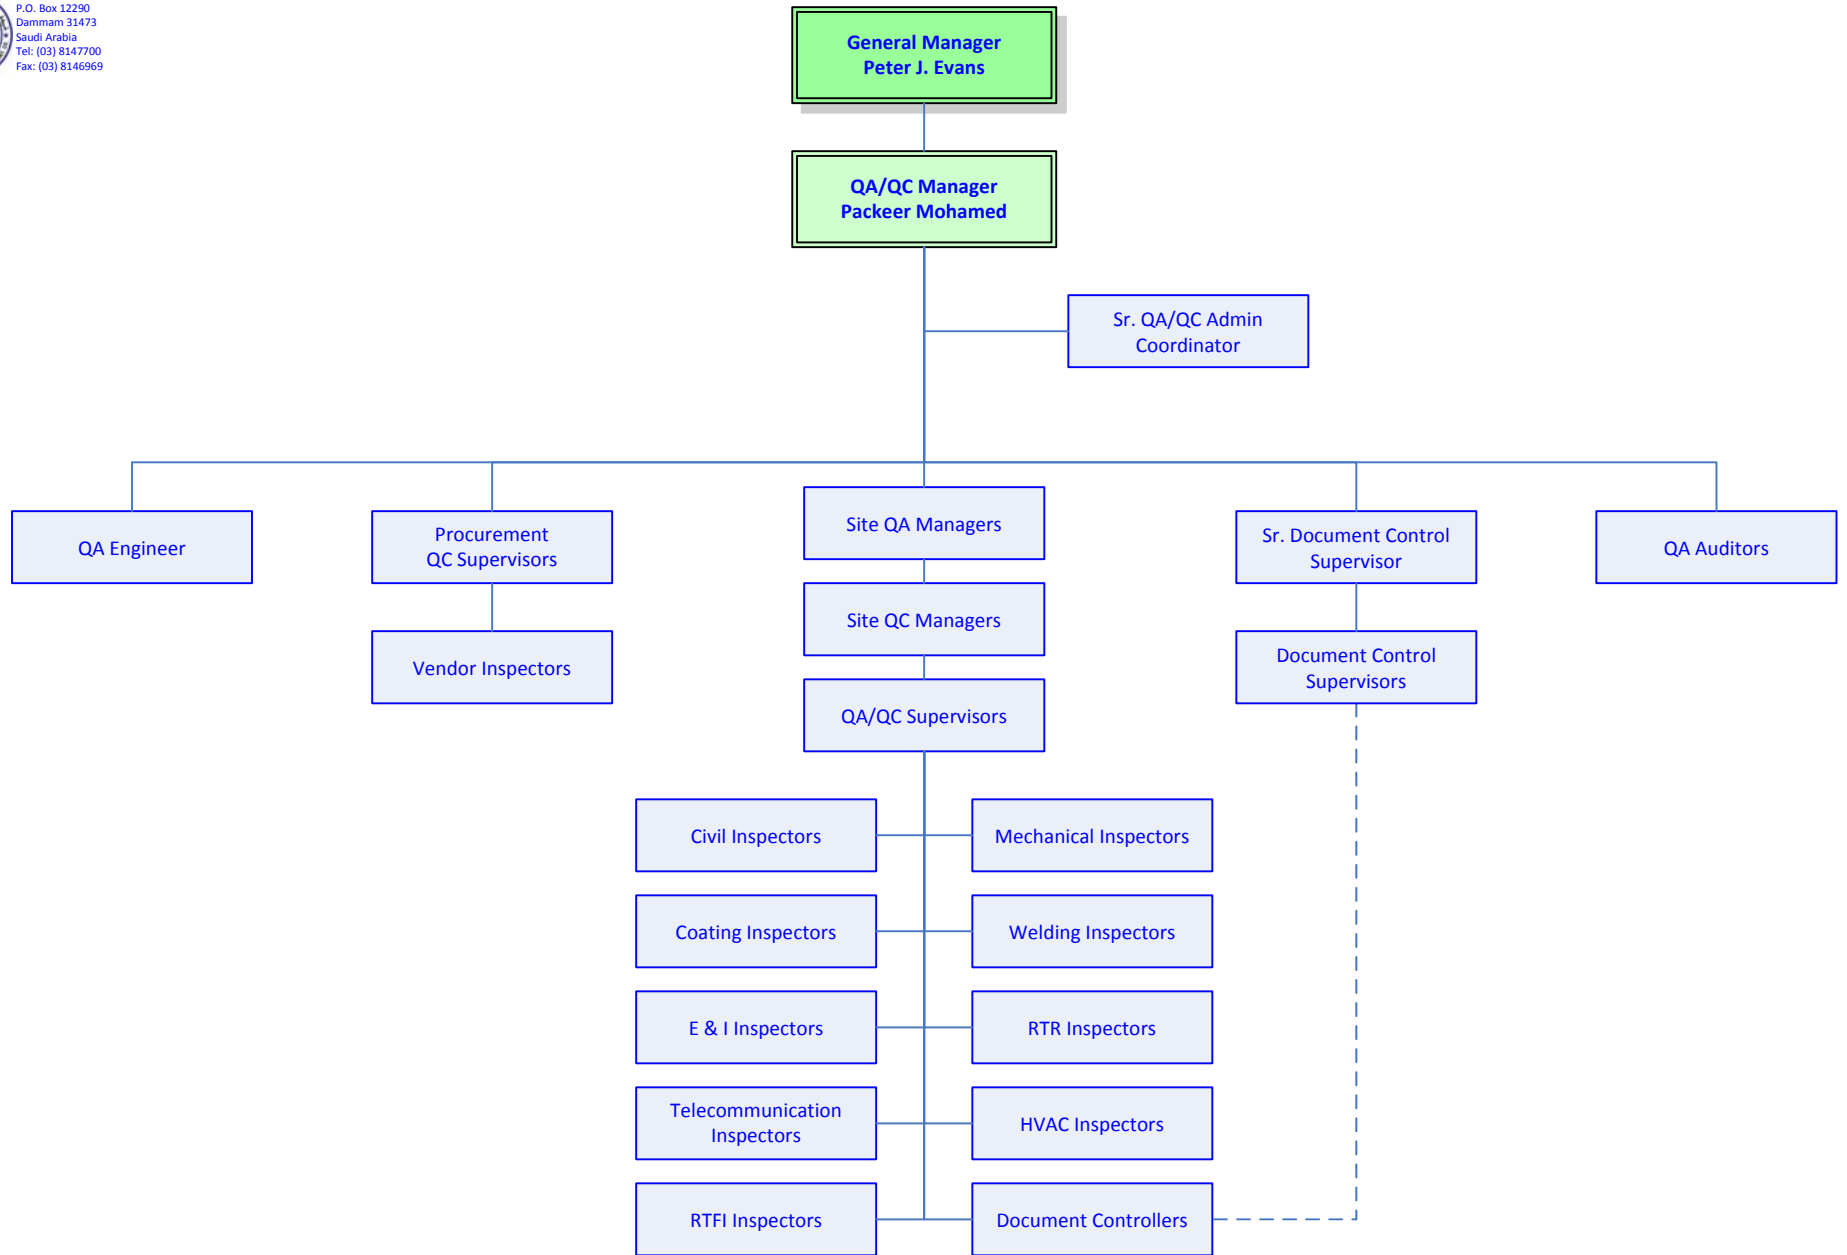 P.O. Box 12290
Dammam 31473
Saudi Arabia
Tel: (03) 8147700
Fax: (03) 8146969
General Manager
Peter J. Evans
QA/QC Manager
Packeer Mohamed
Sr. QA/QC Admin
Coordinator
QA Engineer
Procurement
QC Supervisors
Site QA Managers
Sr. Document Control
Supervisor
QA Auditors
Site QC Managers
Vendor Inspectors
Document Control
Supervisors
QA/QC Supervisors
Civil Inspectors
Mechanical Inspectors
Coating Inspectors
Welding Inspectors
E & I Inspectors
RTR Inspectors
Telecommunication
Inspectors
HVAC Inspectors
RTFI Inspectors
Document Controllers